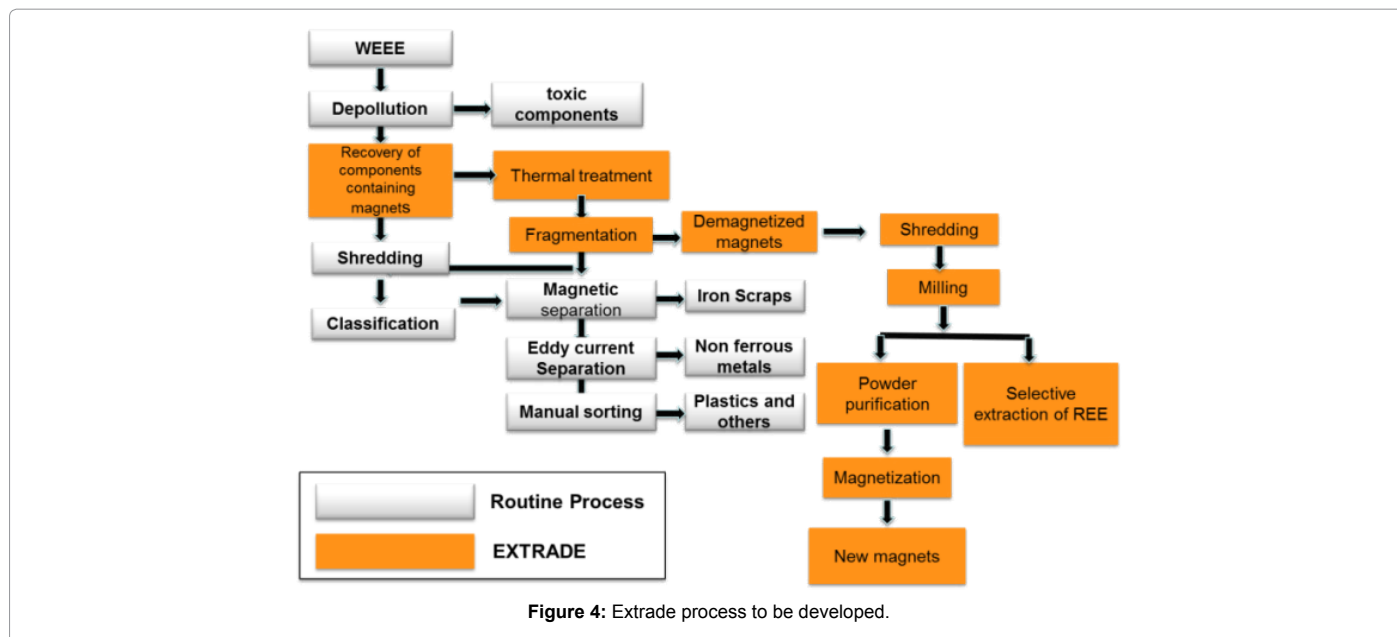 WEEE
Depollution
toxic
components
Recovery of
components
containing
magnets
Thermal treatment
Fragmentation
Demagnetized
magnets
Shredding
Milling
Shredding
Classification
Magnetic
separation
Iron Scraps
Eddy current
Separation
Non ferrous
metals
Manual sorting
Plastics and
others
Powder
purification
Selective
extraction of REE
Magnetization
New magnets
Routine Process
EXTRADE
Figure 4: Extrade process to be developed.